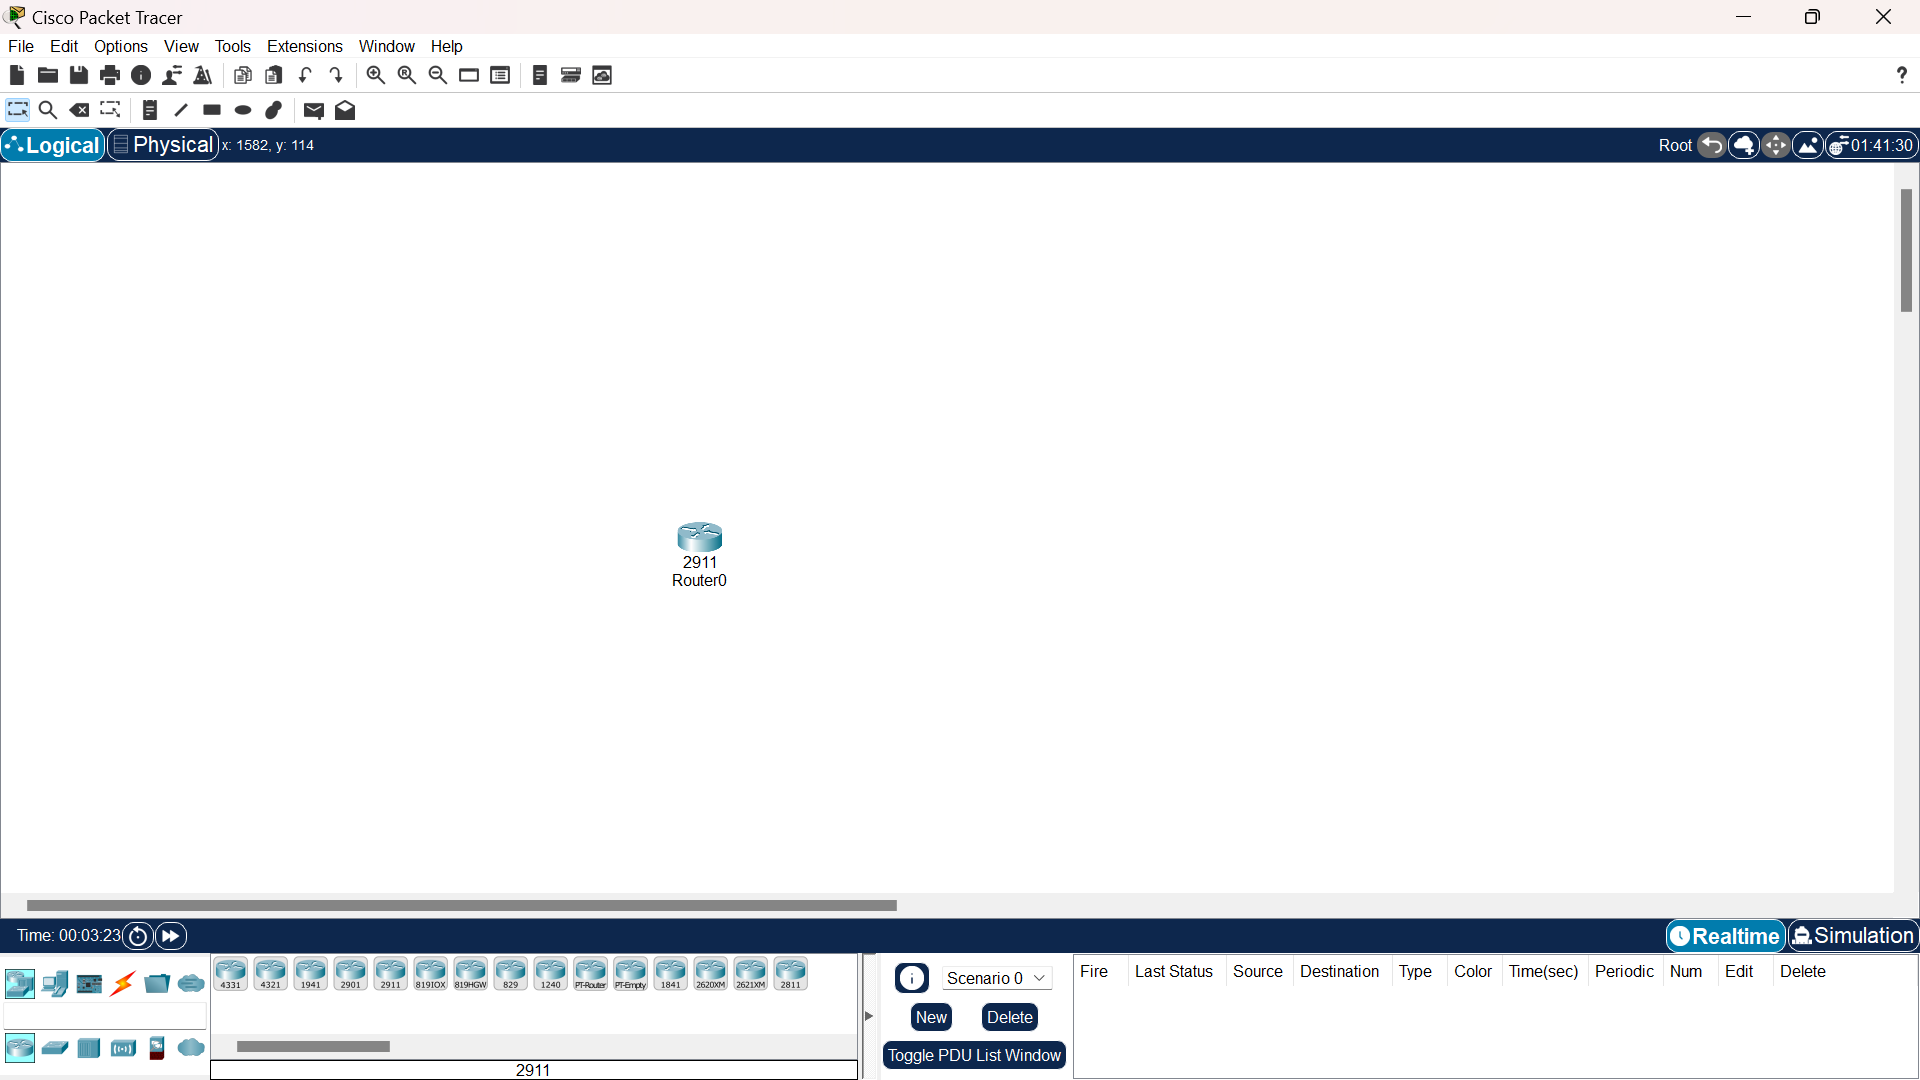 Cisco Packet Tracer
File Edit Options View Tools Extensions Window Help
?
Logical Physical x: 1582, y: 114 Root 01:41:30
2911
Router0
Time: 00:03:23 Realtime Simulation
4331 4321 1941 2901 2911 819IOX 819HGW 829 1240 PT-Router PT-Empty 1841 2620XM 2621XM 2811
2911
Scenario 0
New Delete
Toggle PDU List Window
Fire Last Status Source Destination Type Color Time(sec) Periodic Num Edit Delete